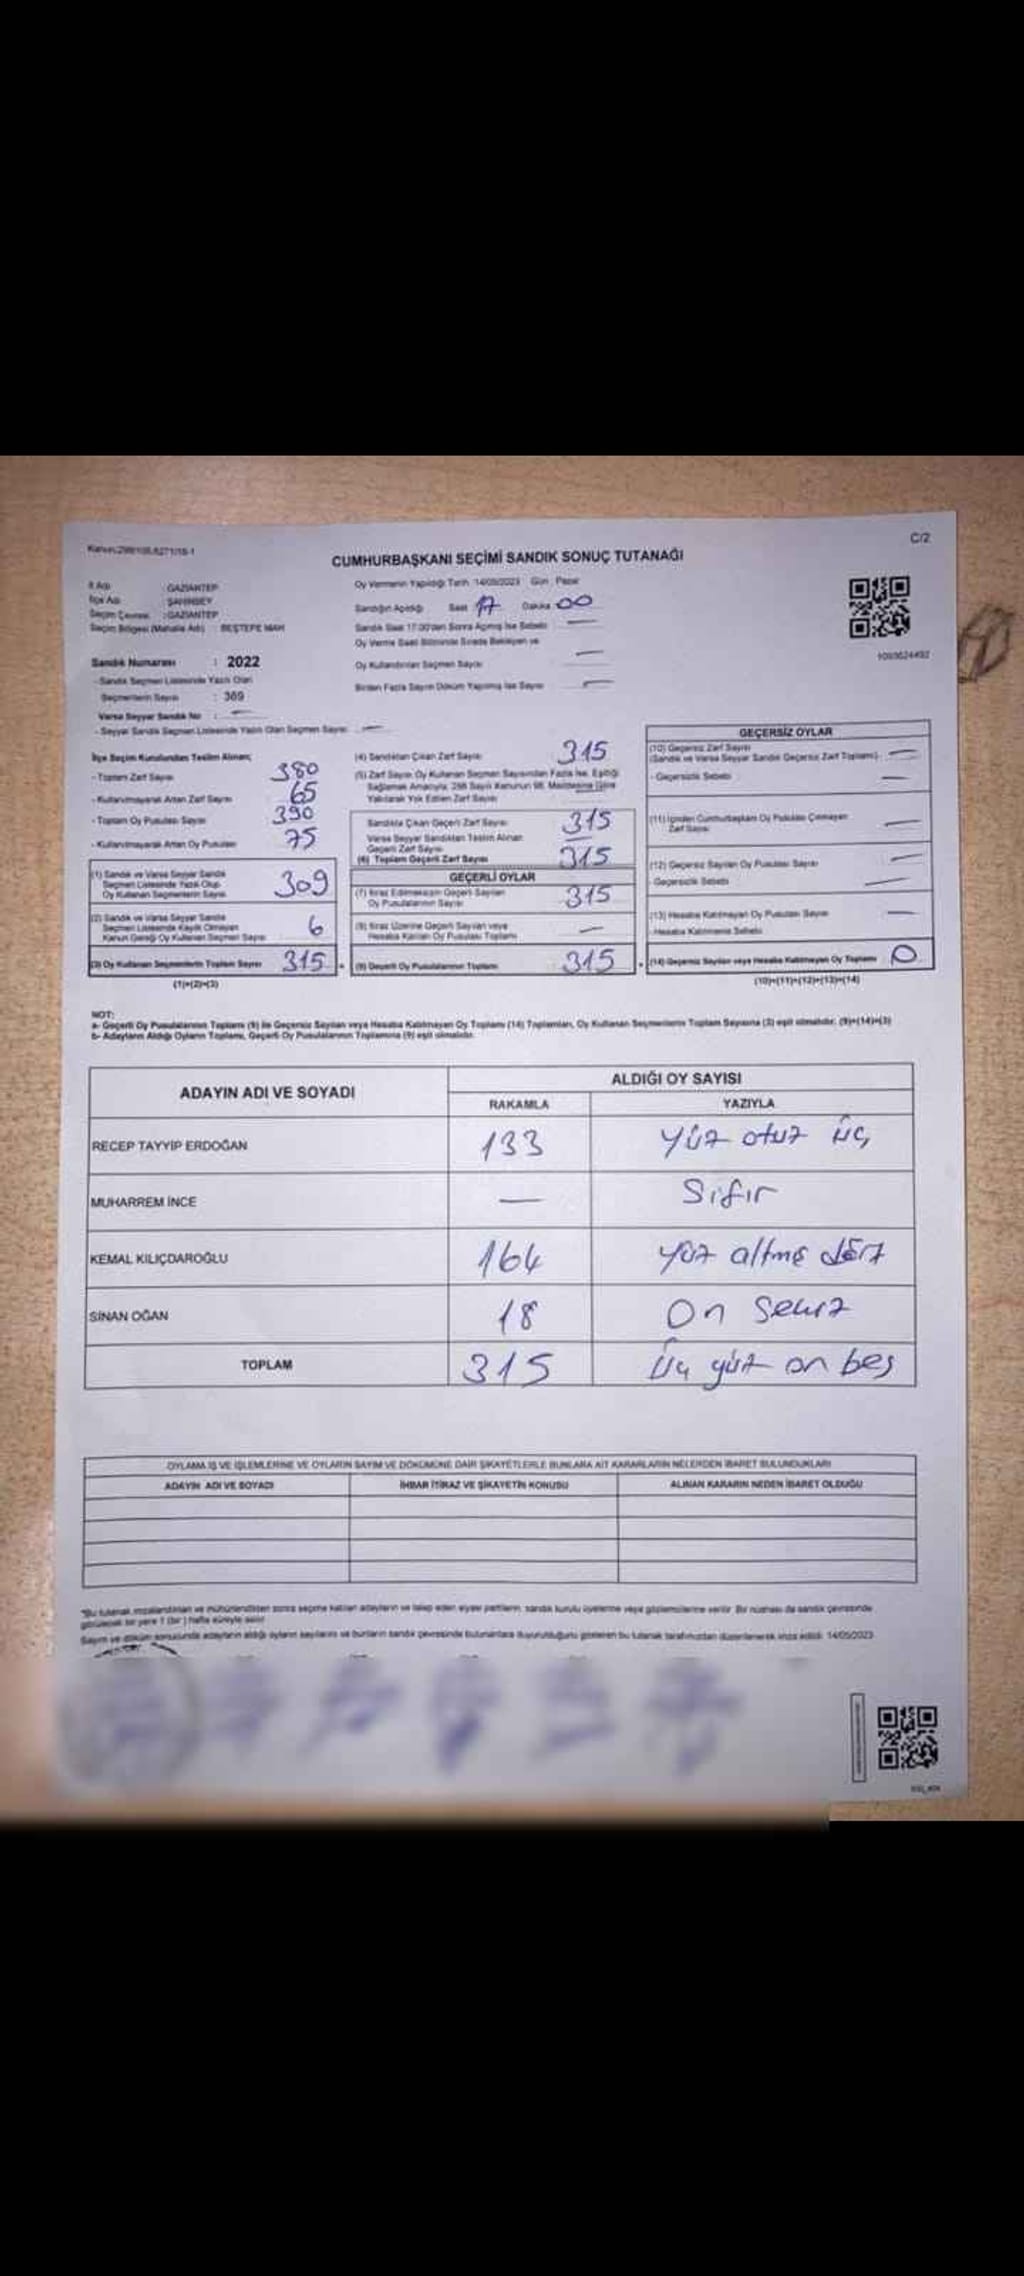 C/2
CUMHURBAŞKANI SEÇİMİ SANDIK SONUÇ TUTANAĞI
İl Adı : GAZİANTEP
İlçe Adı : ŞAHİNBEY
Seçim Çevresi : GAZİANTEP
Seçim Bölgesi (Mahalle Adı) : BEŞTEPE MAH
Oy Vermenin Yapıldığı Tarih 14/05/2023 Gün Pazar
Sandığın Açıldığı Saat 17 Dakika 00
Sandık Saat 17.00'den Sonra Açılmış İse Sebebi —
Oy Verme Saati Bitiminde Sırada Bekleyen ve
Oy Kullandırılan Seçmen Sayısı —
Birden Fazla Sayım Döküm Yapılmış İse Sayısı —
1093624492
Sandık Numarası : 2022
- Sandık Seçmen Listesinde Yazılı Olan
Seçmenlerin Sayısı : 369
Varsa Seyyar Sandık No : —
- Seyyar Sandık Seçmen Listesinde Yazılı Olan Seçmen Sayısı —
İlçe Seçim Kurulundan Teslim Alınan;
- Toplam Zarf Sayısı 380
- Kullanılmayarak Artan Zarf Sayısı 65
- Toplam Oy Pusulası Sayısı 390
- Kullanılmayarak Artan Oy Pusulası 75
(1) Sandık ve Varsa Seyyar Sandık
Seçmen Listesinde Yazılı Olup
Oy Kullanan Seçmenlerin Sayısı 309
(2) Sandık ve Varsa Seyyar Sandık
Seçmen Listesinde Kayıtlı Olmayan
Kanun Gereği Oy Kullanan Seçmen Sayısı 6
(3) Oy Kullanan Seçmenlerin Toplam Sayısı 315
(1)+(2)=(3)
(4) Sandıktan Çıkan Zarf Sayısı 315
(5) Zarf Sayısı Oy Kullanan Seçmen Sayısından Fazla İse, Eşitliği
Sağlamak Amacıyla, 298 Sayılı Kanunun 98. Maddesine Göre
Yakılarak Yok Edilen Zarf Sayısı —
Sandıkta Çıkan Geçerli Zarf Sayısı 315
Varsa Seyyar Sandıktan Teslim Alınan
Geçerli Zarf Sayısı —
(6) Toplam Geçerli Zarf Sayısı 315
GEÇERLİ OYLAR
(7) İtiraz Edilmeksizin Geçerli Sayılan
Oy Pusulalarının Sayısı 315
(8) İtiraz Üzerine Geçerli Sayılan veya
Hesaba Katılan Oy Pusulası Toplamı —
(9) Geçerli Oy Pusulalarının Toplamı 315
GEÇERSİZ OYLAR
(10) Geçersiz Zarf Sayısı
(Sandık ve Varsa Seyyar Sandık Geçersiz Zarf Toplamı) —
- Geçersizlik Sebebi —
(11) İçinden Cumhurbaşkanı Oy Pusulası Çıkmayan
Zarf Sayısı —
(12) Geçersiz Sayılan Oy Pusulası Sayısı —
- Geçersizlik Sebebi —
(13) Hesaba Katılmayan Oy Pusulası Sayısı —
- Hesaba Katılmama Sebebi
(14) Geçersiz Sayılan veya Hesaba Katılmayan Oy Toplamı 0
(10)+(11)+(12)+(13)=(14)
NOT:
a- Geçerli Oy Pusulalarının Toplamı (9) ile Geçersiz Sayılan veya Hesaba Katılmayan Oy Toplamı (14) Toplamları, Oy Kullanan Seçmenlerin Toplam Sayısına (3) eşit olmalıdır. (9)+(14)=(3)
b- Adayların Aldığı Oyların Toplamı, Geçerli Oy Pusulalarının Toplamına (9) eşit olmalıdır.
ADAYIN ADI VE SOYADI
ALDIĞI OY SAYISI
RAKAMLA YAZIYLA
RECEP TAYYİP ERDOĞAN 133 yüz otuz üç
MUHARREM İNCE — Sıfır
KEMAL KILIÇDAROĞLU 164 yüz altmış dört
SİNAN OĞAN 18 On Sekiz
TOPLAM 315 Üç yüz on beş
OYLAMA İŞ VE İŞLEMLERİNE VE OYLARIN SAYIM VE DÖKÜMÜNE DAİR ŞİKAYETLERLE BUNLARA AİT KARARLARIN NELERDEN İBARET BULUNDUKLARI
ADAYIN ADI VE SOYADI İHBAR İTİRAZ VE ŞİKAYETİN KONUSU ALINAN KARARIN NEDEN İBARET OLDUĞU
*Bu tutanak imzalandıktan ve mühürlendikten sonra seçime katılan adayların ve talep eden siyasi partilerin, sandık kurulu üyelerine veya gözlemcilerine verilir. Bir nüshası da sandık çevresinde
görülecek bir yere 1 (bir) hafta süreyle asılır.
Sayım ve döküm sonucunda adayların aldığı oyların sayılarını ve bunların sandık çevresinde bulunanlara duyurulduğunu gösteren bu tutanak tarafımızdan düzenlenerek imza edildi. 14/05/2023